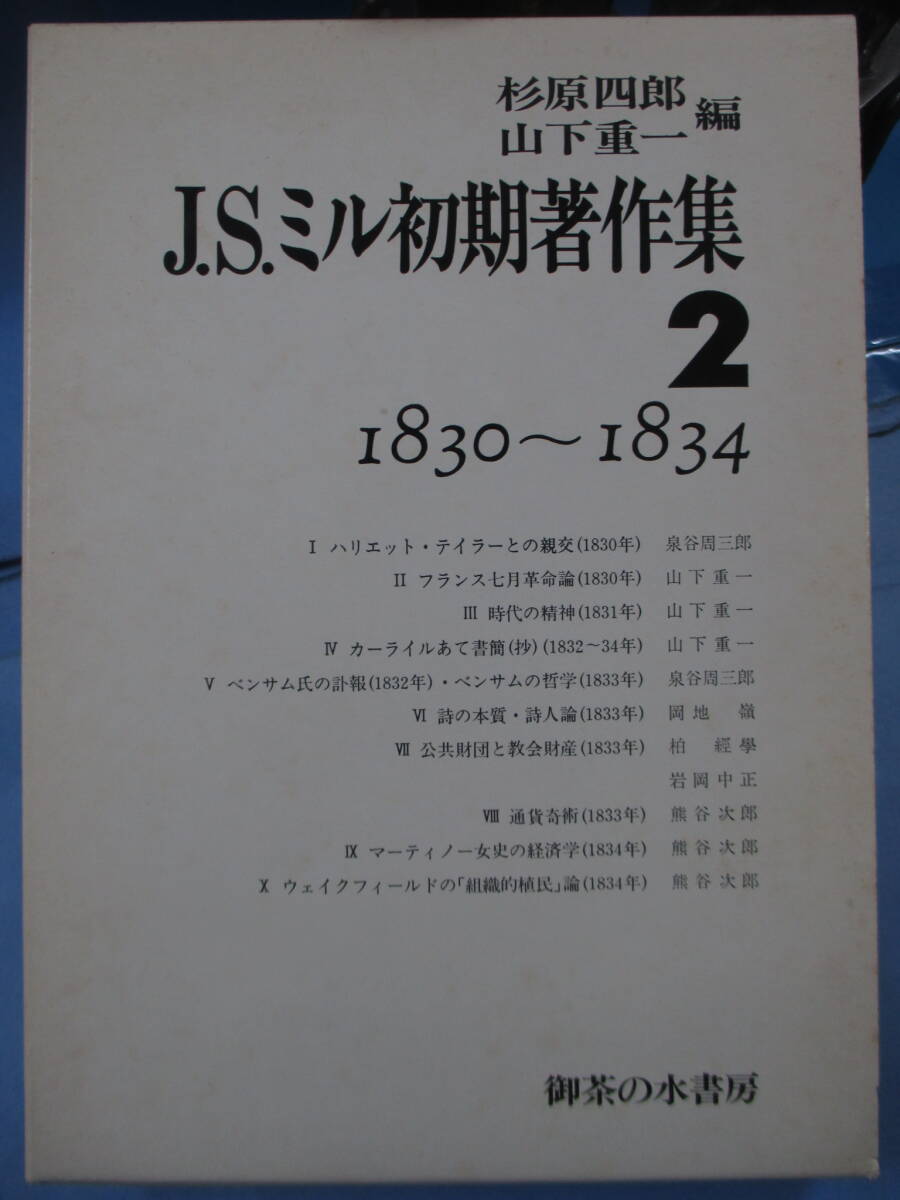 杉原四郎
山下重一 編
J.S.ミル初期著作集
2
1830〜1834
I ハリエット・テイラーとの親交(1830年) 泉谷周三郎
II フランス七月革命論(1830年) 山下重一
III 時代の精神(1831年) 山下重一
IV カーライルあて書簡(抄)(1832〜34年) 山下重一
V ベンサム氏の訃報(1832年)・ベンサムの哲学(1833年) 泉谷周三郎
VI 詩の本質・詩人論(1833年) 岡地 嶺
VII 公共財団と教会財産(1833年) 柏 經學
岩岡中正
VIII 通貨奇術(1833年) 熊谷次郎
IX マーティノー女史の経済学(1834年) 熊谷次郎
X ウェイクフィールドの「組織的植民」論(1834年) 熊谷次郎
御茶の水書房